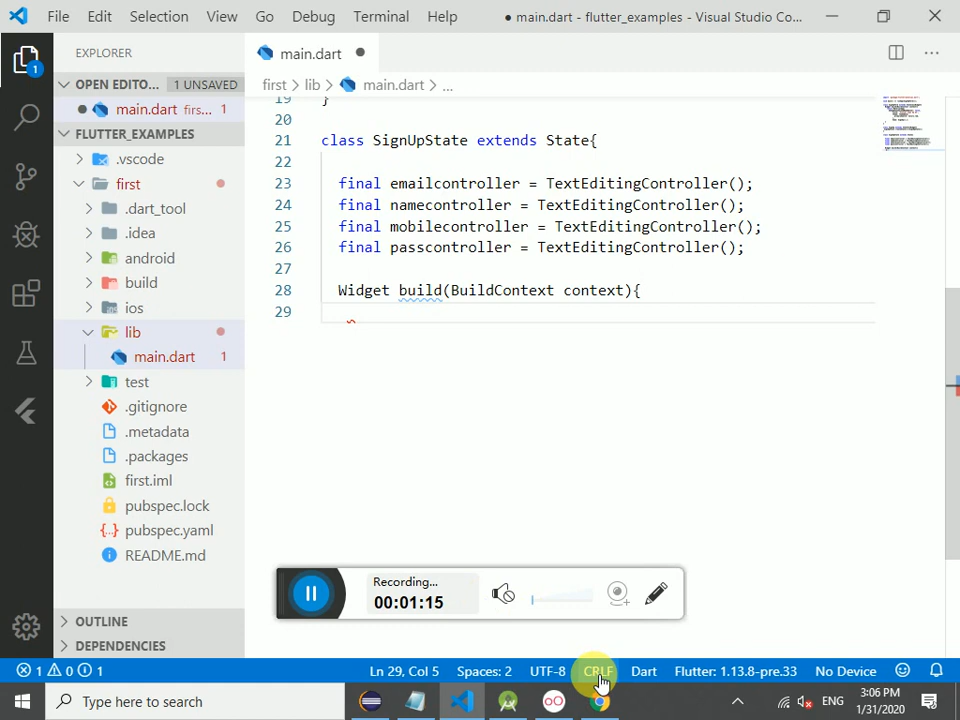 File Edit Selection View Go Debug Terminal Help ● main.dart - flutter_examples - Visual Studio Co...
EXPLORER
OPEN EDITO... 1 UNSAVED
● main.dart firs... 1
FLUTTER_EXAMPLES
.vscode
first
.dart_tool
.idea
android
build
ios
lib
main.dart 1
test
.gitignore
.metadata
.packages
first.iml
pubspec.lock
pubspec.yaml
README.md
OUTLINE
DEPENDENCIES
1
main.dart ●
first > lib > main.dart > ...
19 }
20
21 class SignUpState extends State{
22
23 final emailcontroller = TextEditingController();
24 final namecontroller = TextEditingController();
25 final mobilecontroller = TextEditingController();
26 final passcontroller = TextEditingController();
27
28 Widget build(BuildContext context){
29
Recording...
00:01:15
1 0 1 Ln 29, Col 5 Spaces: 2 UTF-8 CRLF Dart Flutter: 1.13.8-pre.33 No Device
Type here to search
ENG
3:06 PM
1/31/2020